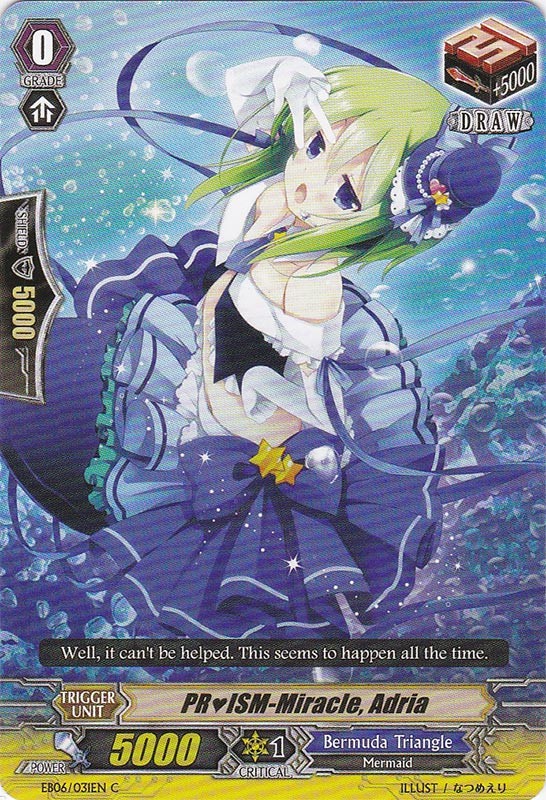 0
GRADE
+5000
DRAW
SHIELD
5000
Well, it can't be helped. This seems to happen all the time.
TRIGGER
UNIT
PR♥ISM-Miracle, Adria
POWER
5000
1
CRITICAL
Bermuda Triangle
Mermaid
EB06/031EN C
ILLUST / なつめえり